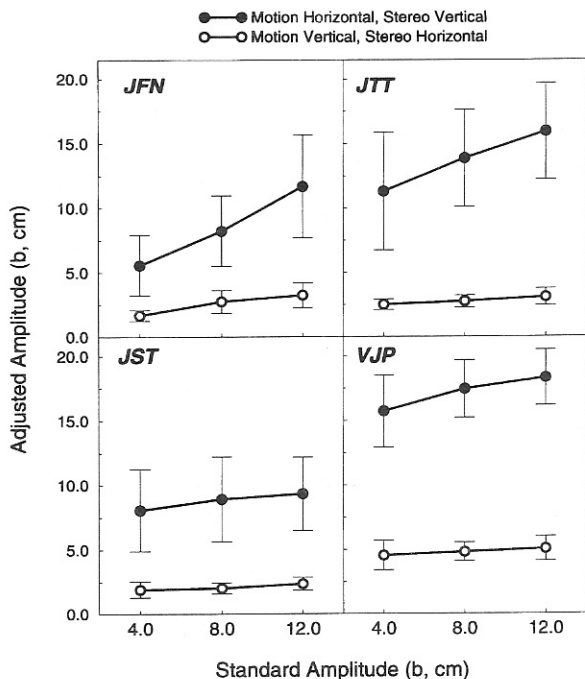 Motion Horizontal, Stereo Vertical
Motion Vertical, Stereo Horizontal
Adjusted Amplitude (b, cm)
JFN
JTT
20.0
15.0
10.0
5.0
0.0
JST
VJP
20.0
15.0
10.0
5.0
0.0
4.0 8.0 12.0 4.0 8.0 12.0
Standard Amplitude (b, cm)